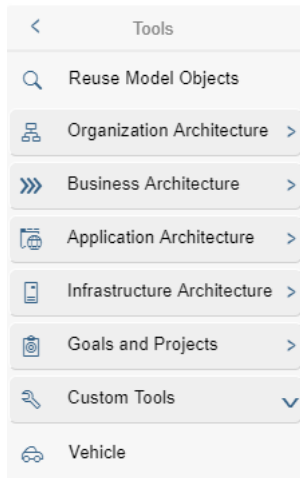 Tools
Reuse Model Objects
Organization Architecture
Business Architecture
Application Architecture
Infrastructure Architecture
Goals and Projects
Custom Tools
Vehicle